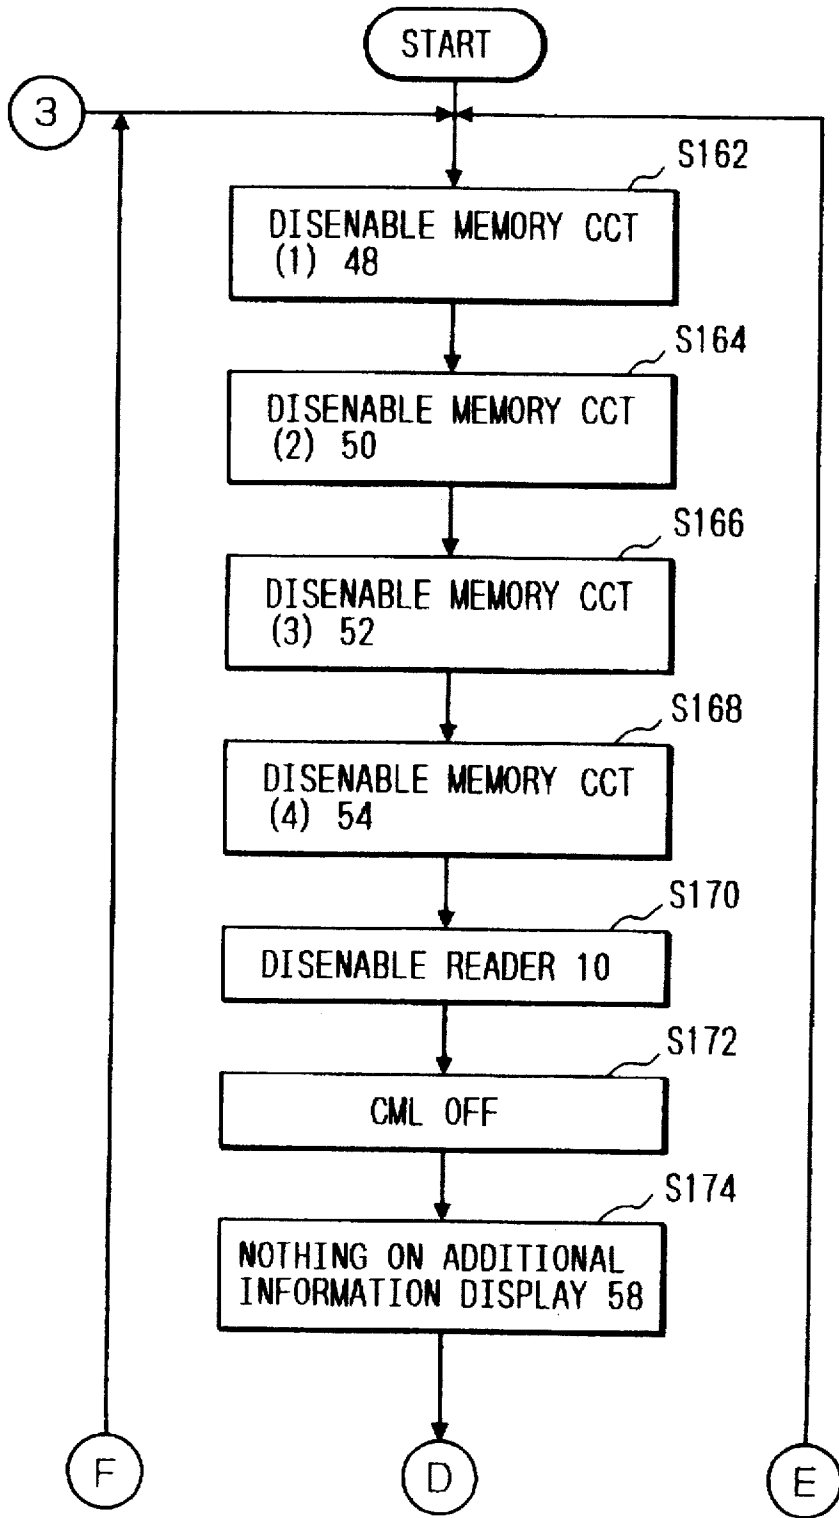 START
3
S162
DISENABLE MEMORY CCT
(1) 48
S164
DISENABLE MEMORY CCT
(2) 50
S166
DISENABLE MEMORY CCT
(3) 52
S168
DISENABLE MEMORY CCT
(4) 54
S170
DISENABLE READER 10
S172
CML OFF
S174
NOTHING ON ADDITIONAL
INFORMATION DISPLAY 58
F
D
E